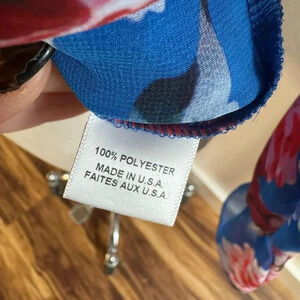 100% POLYESTER
MADE IN U.S.A.
FAITES AUX U.S.A.